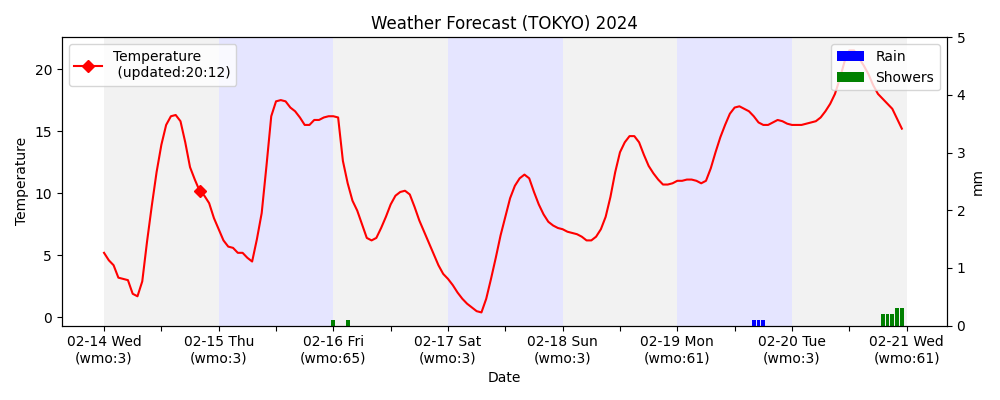 Weather Forecast (TOKYO) 2024
Temperature
(updated:20:12)
Rain
Showers
Temperature
20
15
10
5
0
5
4
3
2
1
0
mm
02-14 Wed
(wmo:3)
02-15 Thu
(wmo:3)
02-16 Fri
(wmo:65)
02-17 Sat
(wmo:3)
02-18 Sun
(wmo:3)
02-19 Mon
(wmo:61)
02-20 Tue
(wmo:3)
02-21 Wed
(wmo:61)
Date